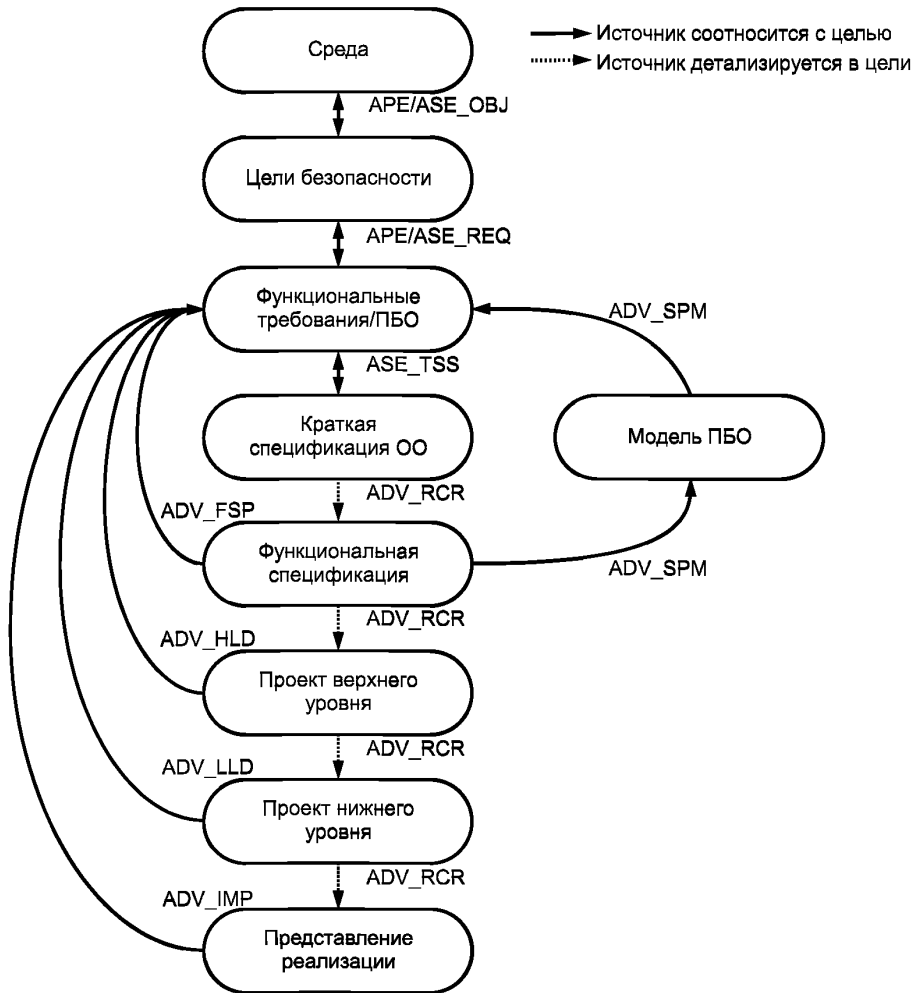 Среда
Источник соотносится с целью
Источник детализируется в цели
APE/ASE_OBJ
Цели безопасности
APE/ASE_REQ
Функциональные
требования/ПБО
ADV_SPM
ASE_TSS
Краткая
спецификация ОО
Модель ПБО
ADV_RCR
ADV_FSP
Функциональная
спецификация
ADV_SPM
ADV_RCR
ADV_HLD
Проект верхнего
уровня
ADV_RCR
ADV_LLD
Проект нижнего
уровня
ADV_RCR
ADV_IMP
Представление
реализации